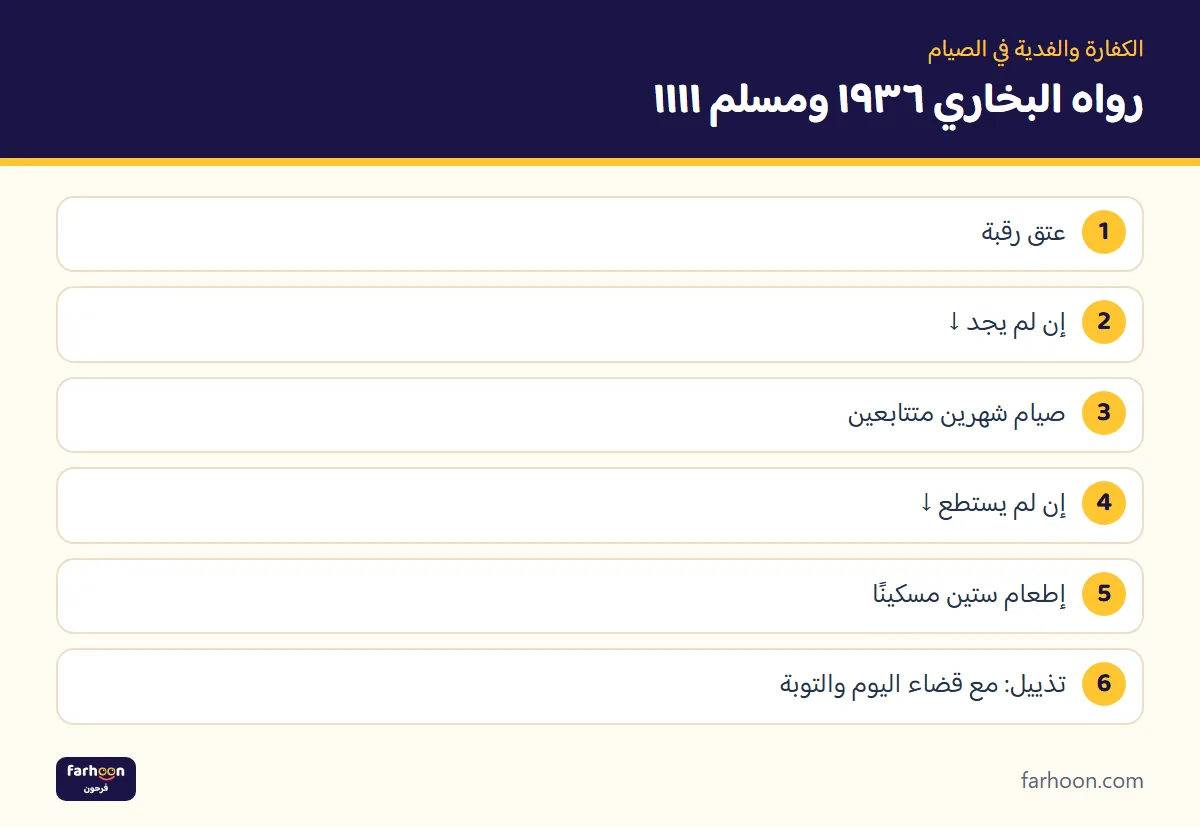 الكفارة والفدية في الصيام
رواه البخاري ١٩٣٦ ومسلم ١١١١
1 عتق رقبة
2 إن لم يجد ↓
3 صيام شهرين متتابعين
4 إن لم يستطع ↓
5 إطعام ستين مسكينًا
6 تذييل: مع قضاء اليوم والتوبة
farhoon.com
farhoon
فرحون